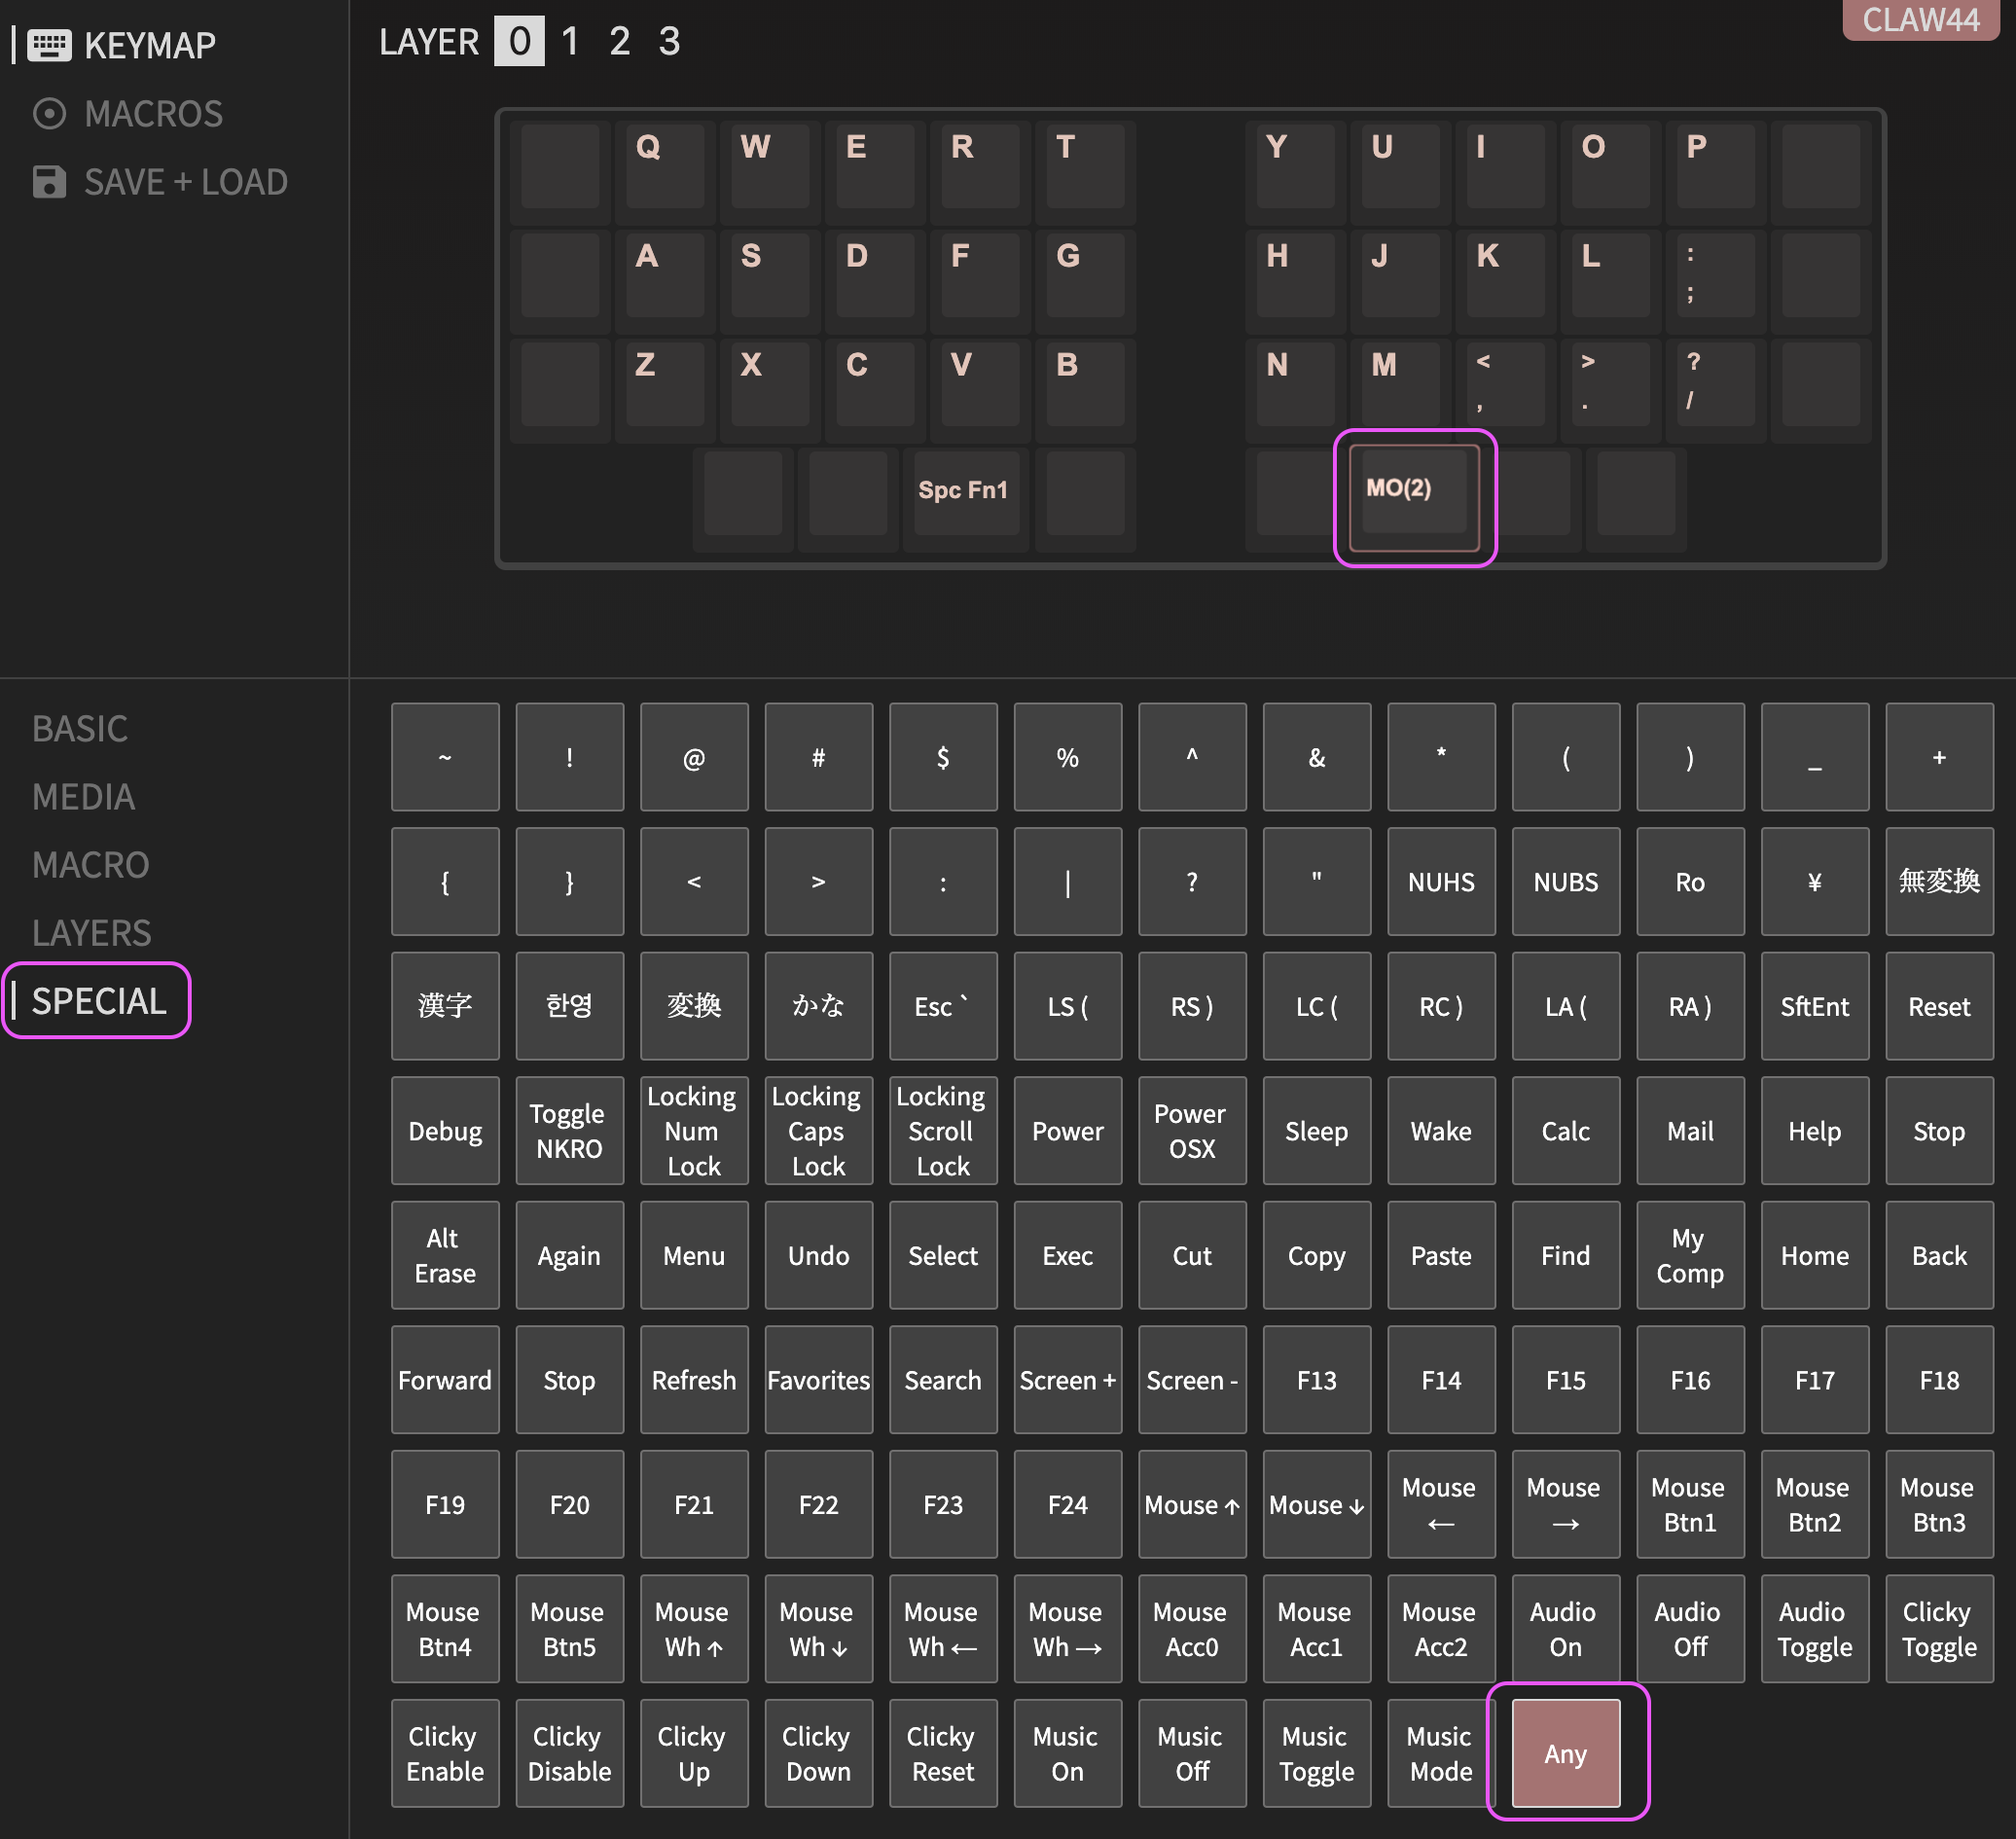 KEYMAP
MACROS
SAVE + LOAD
LAYER 0 1 2 3
CLAW44
Q W E R T Y U I O P
A S D F G H J K L :
;
Z X C V B N M < > ?
, . /
Spc Fn1 MO(2)
BASIC
MEDIA
MACRO
LAYERS
SPECIAL
~ ! @ # $ % ^ & * ( ) _ +
{ } < > : | ? " NUHS NUBS Ro ¥ 無変換
漢字 한영 変換 かな Esc ` LS ( RS ) LC ( RC ) LA ( RA ) SftEnt Reset
Debug
Toggle
NKRO
Locking
Num
Lock
Locking
Caps
Lock
Locking
Scroll
Lock
Power
Power
OSX
Sleep
Wake
Calc
Mail
Help
Stop
Alt
Erase
Again
Menu
Undo
Select
Exec
Cut
Copy
Paste
Find
My
Comp
Home
Back
Forward Stop Refresh Favorites Search Screen + Screen - F13 F14 F15 F16 F17 F18
F19
F20
F21
F22
F23
F24
Mouse ↑
Mouse ↓
Mouse
←
Mouse
→
Mouse
Btn1
Mouse
Btn2
Mouse
Btn3
Mouse
Btn4
Mouse
Btn5
Mouse
Wh ↑
Mouse
Wh ↓
Mouse
Wh ←
Mouse
Wh →
Mouse
Acc0
Mouse
Acc1
Mouse
Acc2
Audio
On
Audio
Off
Audio
Toggle
Clicky
Toggle
Clicky
Enable
Clicky
Disable
Clicky
Up
Clicky
Down
Clicky
Reset
Music
On
Music
Off
Music
Toggle
Music
Mode
Any